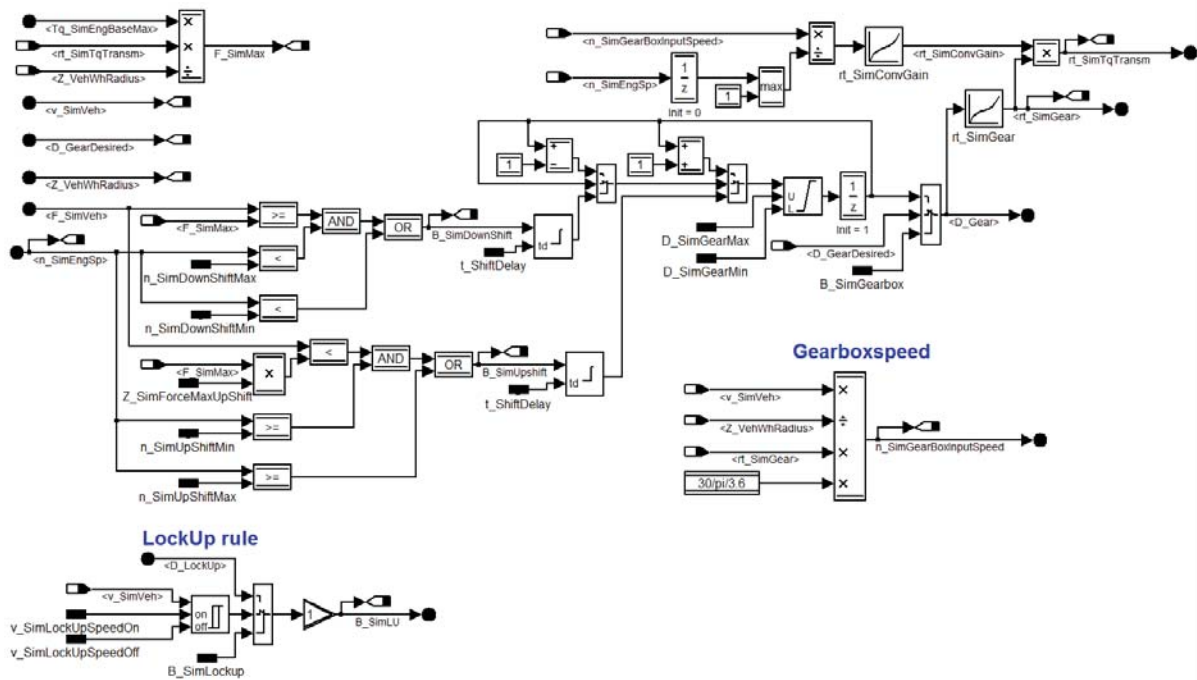 <Tq_SimEngBaseMax>
<rt_SimTqTransm>
<Z_VehWhRadius>
F_SimMax
<v_SimVeh>
<D_GearDesired>
<Z_VehWhRadius>
<F_SimVeh>
<F_SimMax>
>=
AND
OR
B_SimDownShift
<n_SimEngSp>
n_SimDownShiftMax
<
n_SimDownShiftMin
<
t_ShiftDelay
td
<F_SimMax>
Z_SimForceMaxUpShift
×
<
AND
OR
B_SimUpshift
t_ShiftDelay
td
n_SimUpShiftMin
>=
n_SimUpShiftMax
>=
<n_SimGearBoxInputSpeed>
<n_SimEngSp>
1
z
Init = 0
1
max
×
÷
rt_SimConvGain
<rt_SimConvGain>
×
rt_SimTqTransm
rt_SimGear
<rt_SimGear>
1
+
−
1
+
+
U
L
1
z
Init = 1
D_SimGearMax
D_SimGearMin
<D_GearDesired>
B_SimGearbox
<D_Gear>
Gearboxspeed
<v_SimVeh>
×
<Z_VehWhRadius>
÷
<rt_SimGear>
×
30/pi/3.6
×
n_SimGearBoxInputSpeed
LockUp rule
<D_LockUp>
<v_SimVeh>
on
off
v_SimLockUpSpeedOn
v_SimLockUpSpeedOff
B_SimLockup
1
B_SimLU